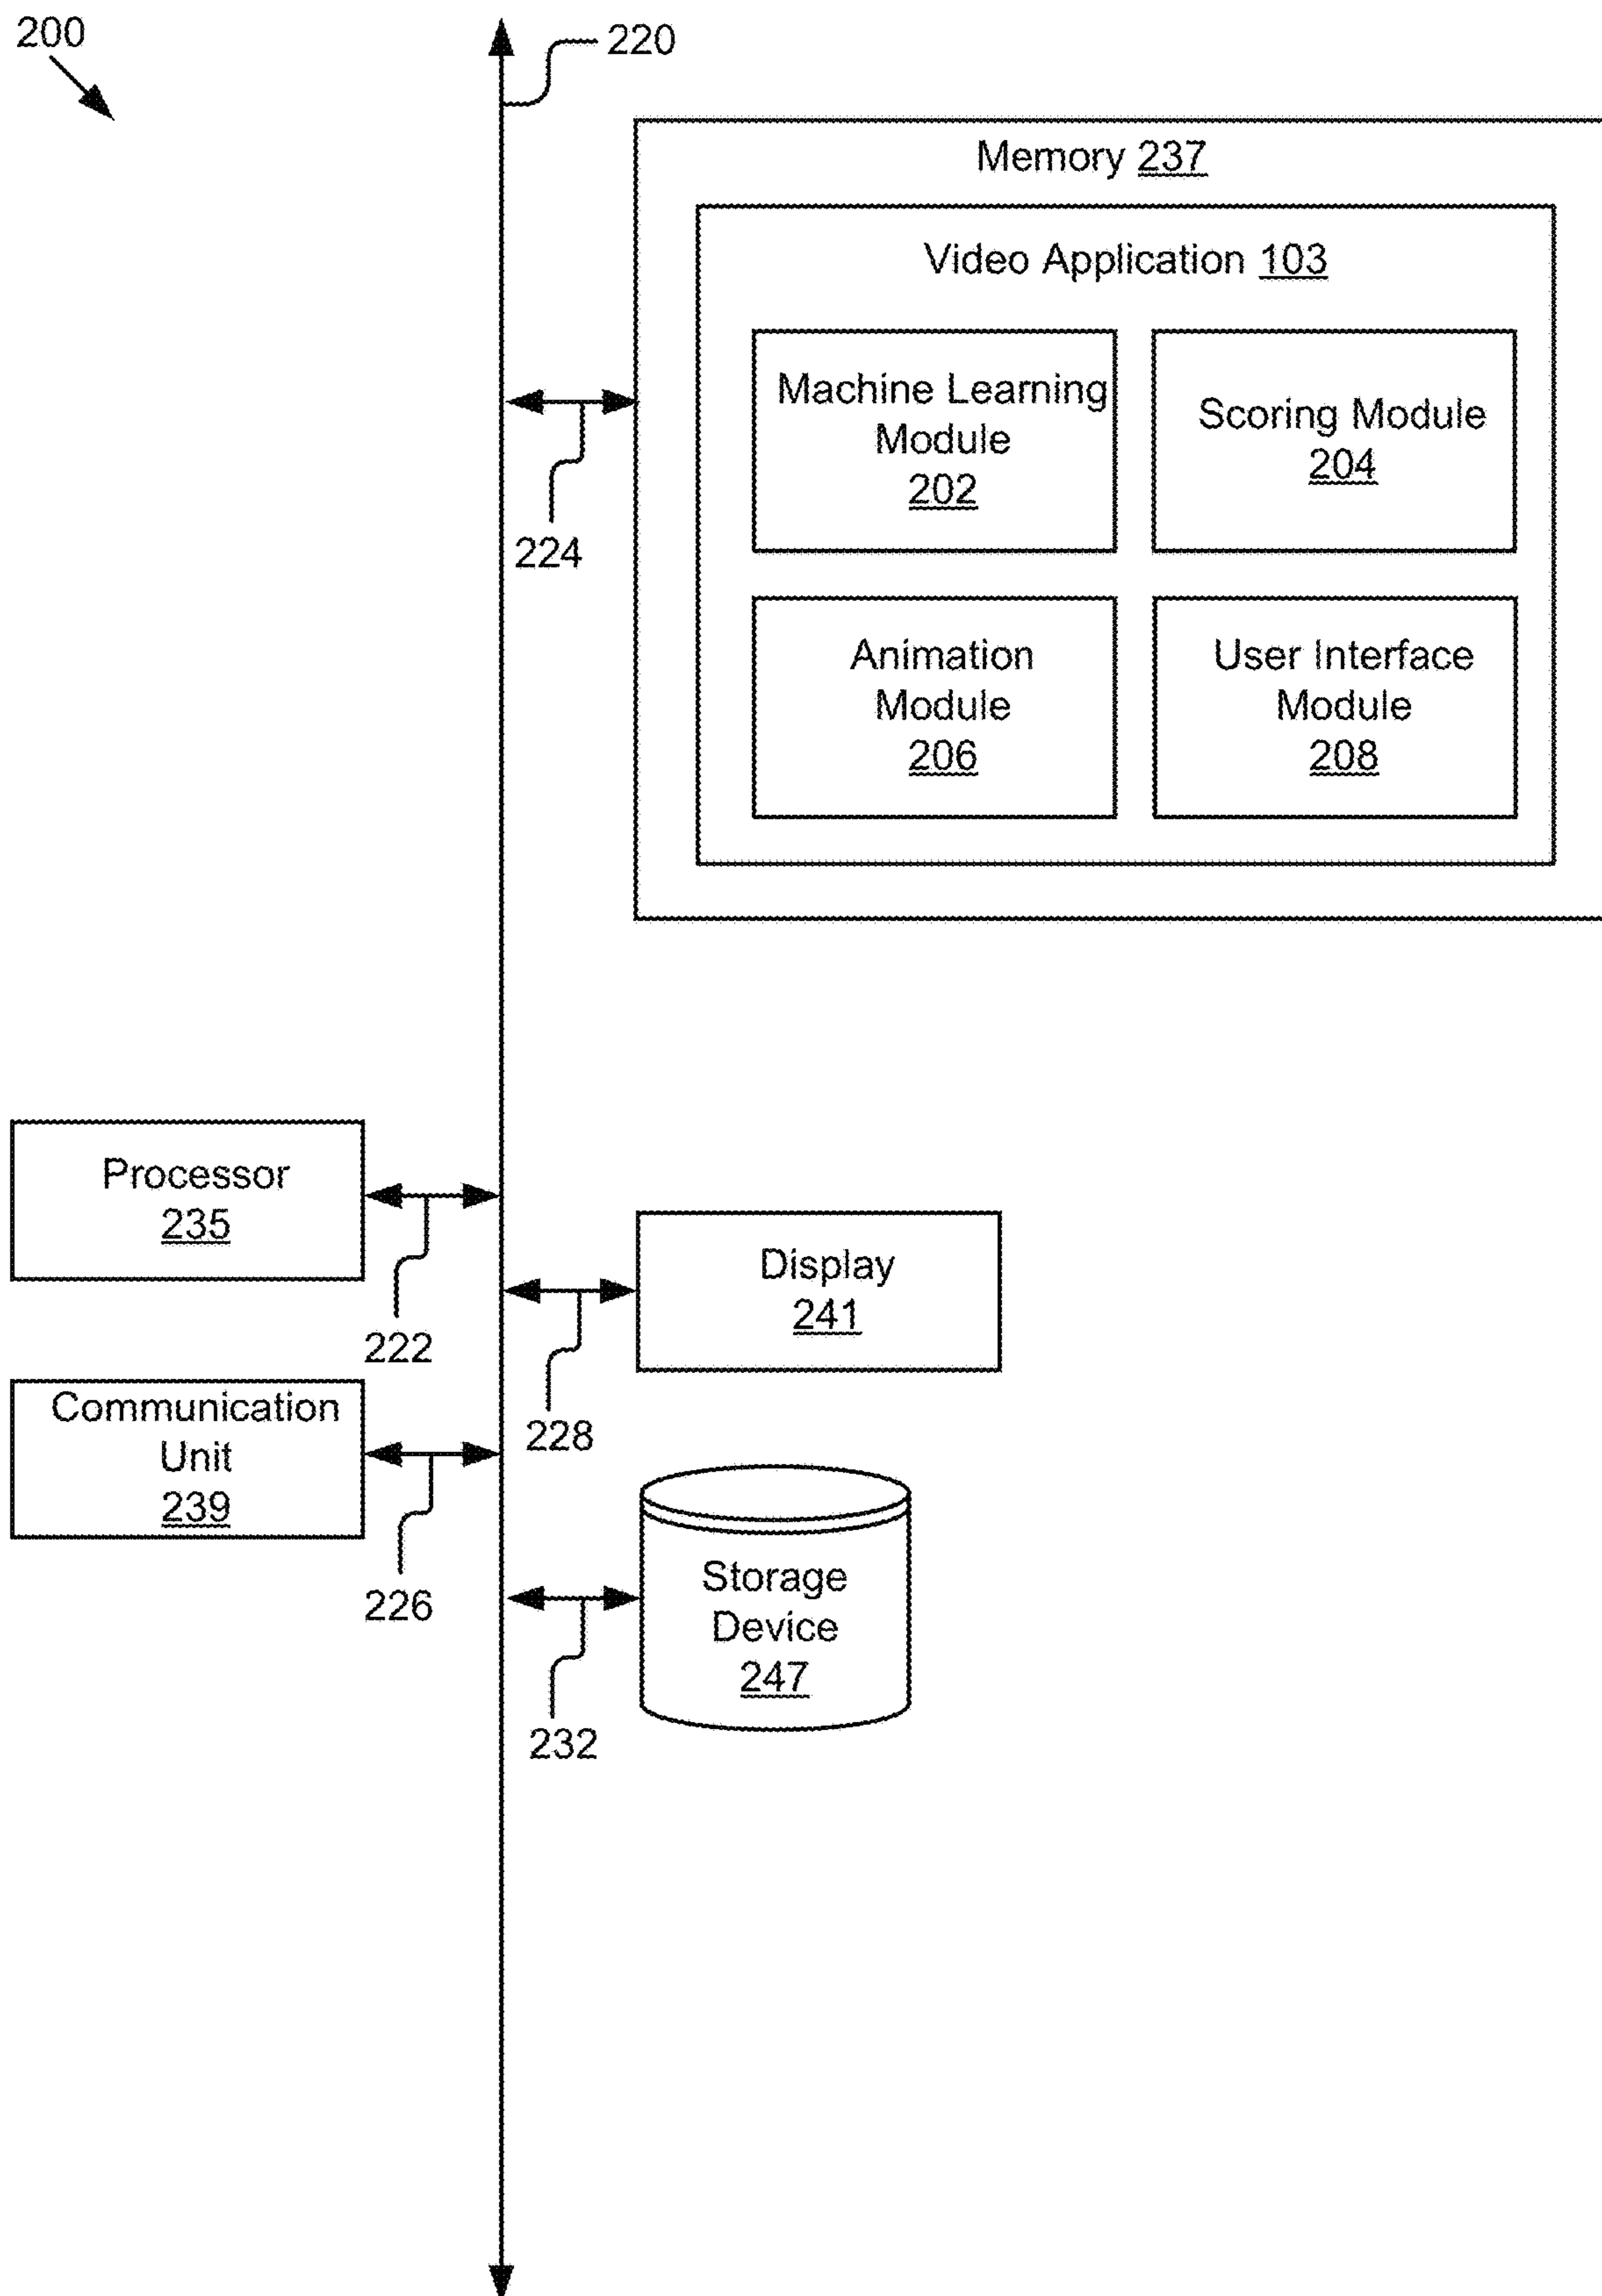 200
220
Memory 237
Video Application 103
Machine Learning
Module
202
Scoring Module
204
224
Animation
Module
206
User Interface
Module
208
Processor
235
222
Display
241
228
Communication
Unit
239
226
Storage
Device
247
232